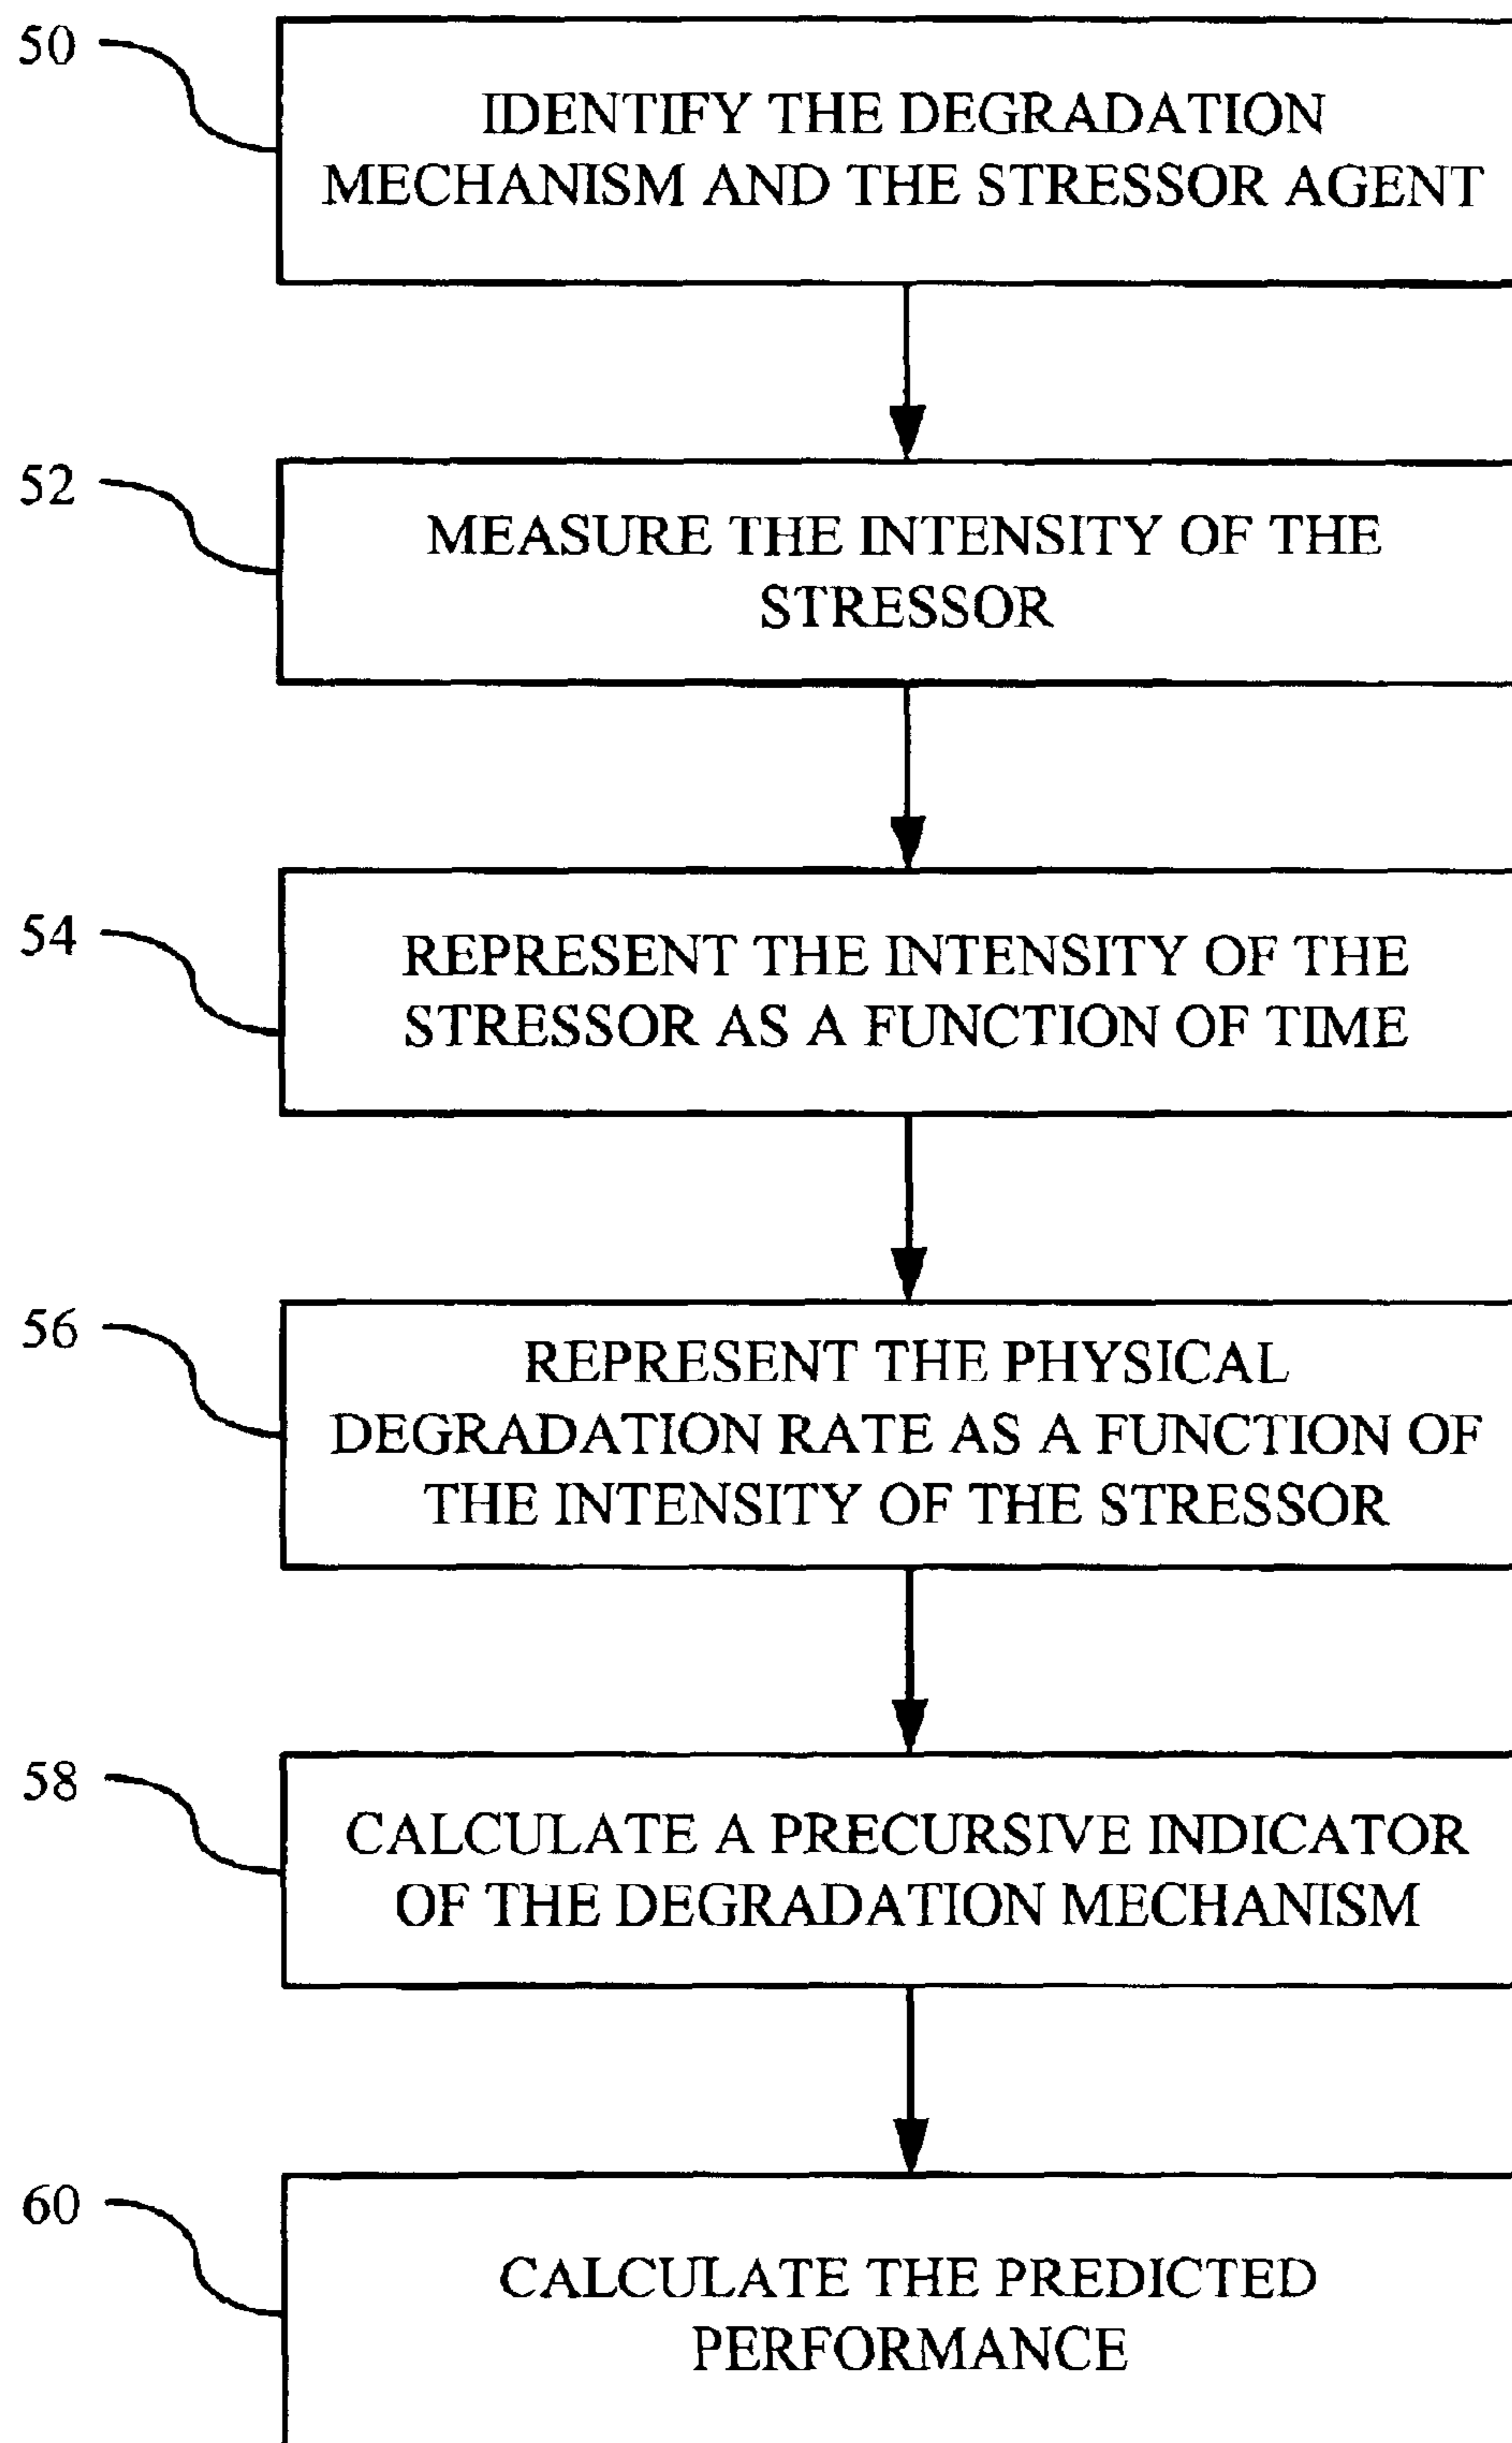 50
IDENTIFY THE DEGRADATION
MECHANISM AND THE STRESSOR AGENT
52
MEASURE THE INTENSITY OF THE
STRESSOR
54
REPRESENT THE INTENSITY OF THE
STRESSOR AS A FUNCTION OF TIME
56
REPRESENT THE PHYSICAL
DEGRADATION RATE AS A FUNCTION OF
THE INTENSITY OF THE STRESSOR
58
CALCULATE A PRECURSIVE INDICATOR
OF THE DEGRADATION MECHANISM
60
CALCULATE THE PREDICTED
PERFORMANCE